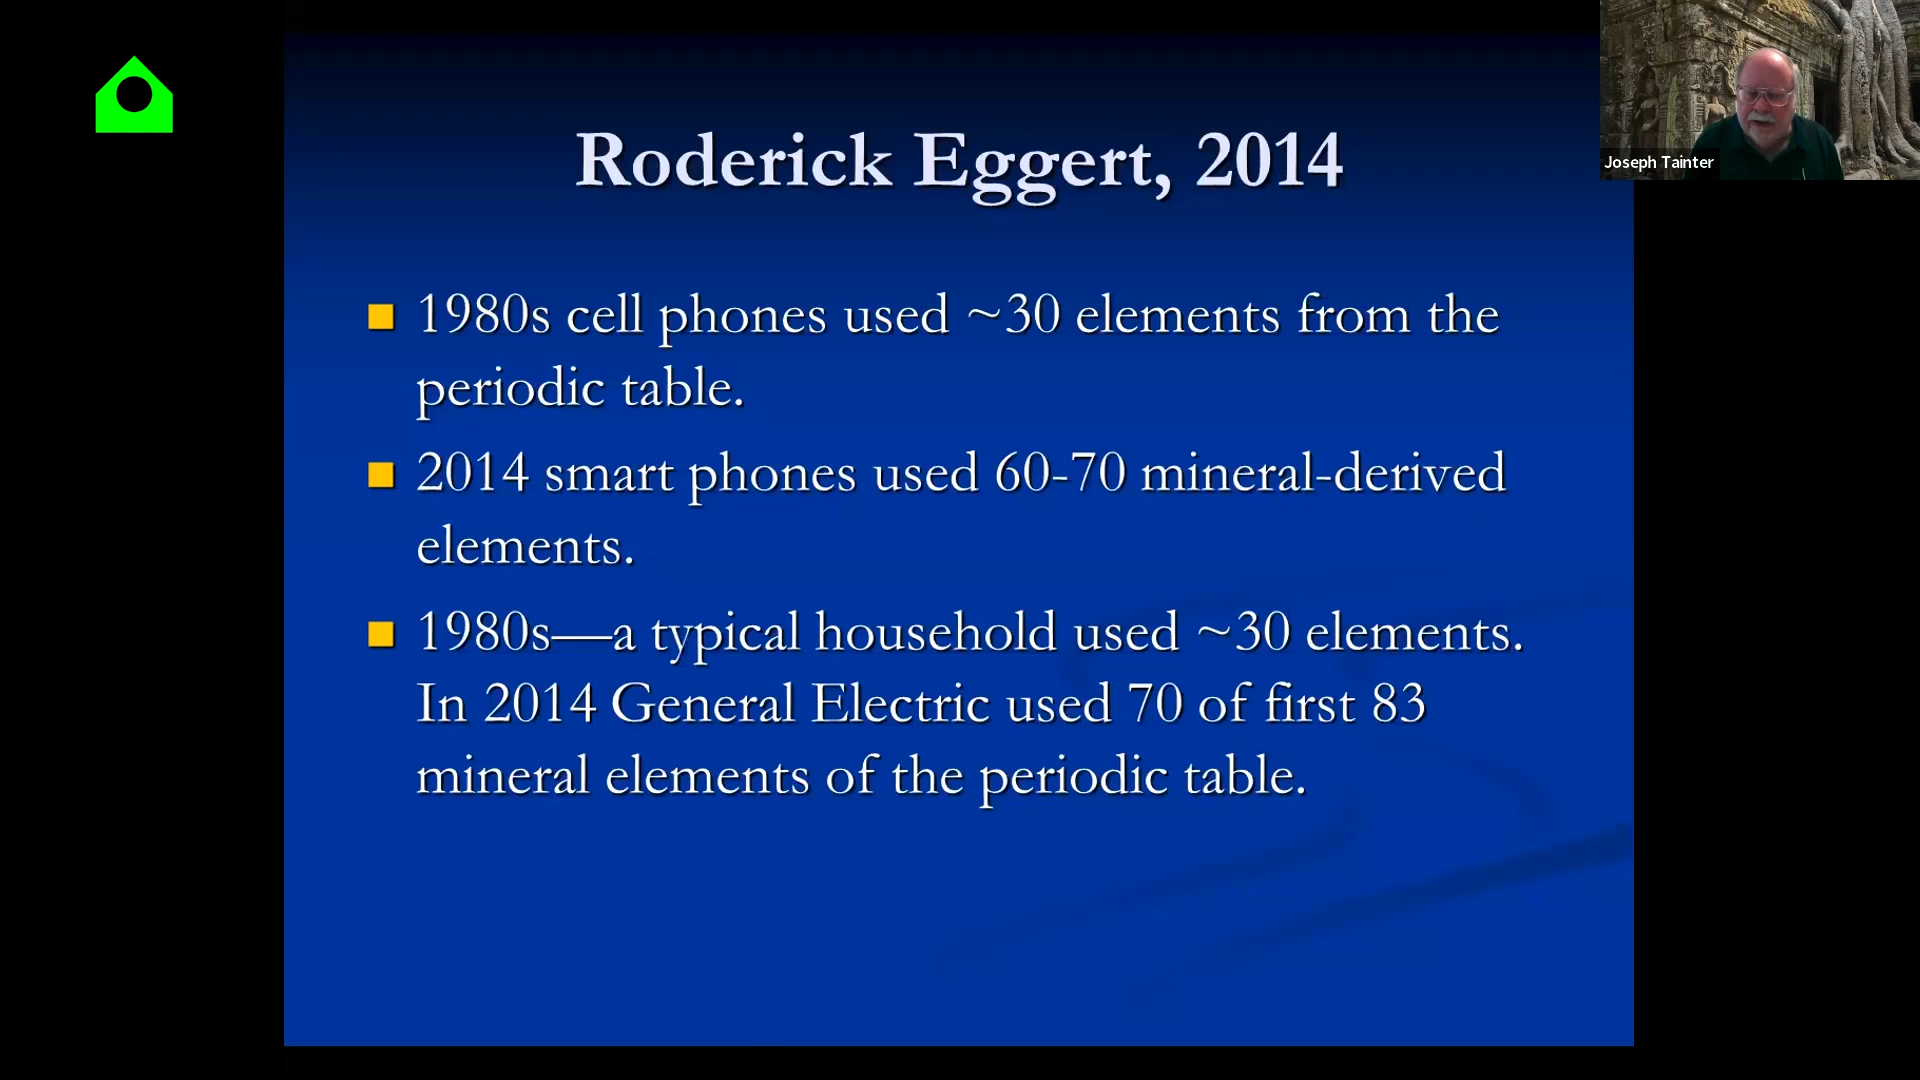 Roderick Eggert, 2014
Joseph Tainter
1980s cell phones used ~30 elements from the
periodic table.
2014 smart phones used 60-70 mineral-derived
elements.
1980s—a typical household used ~30 elements.
In 2014 General Electric used 70 of first 83
mineral elements of the periodic table.